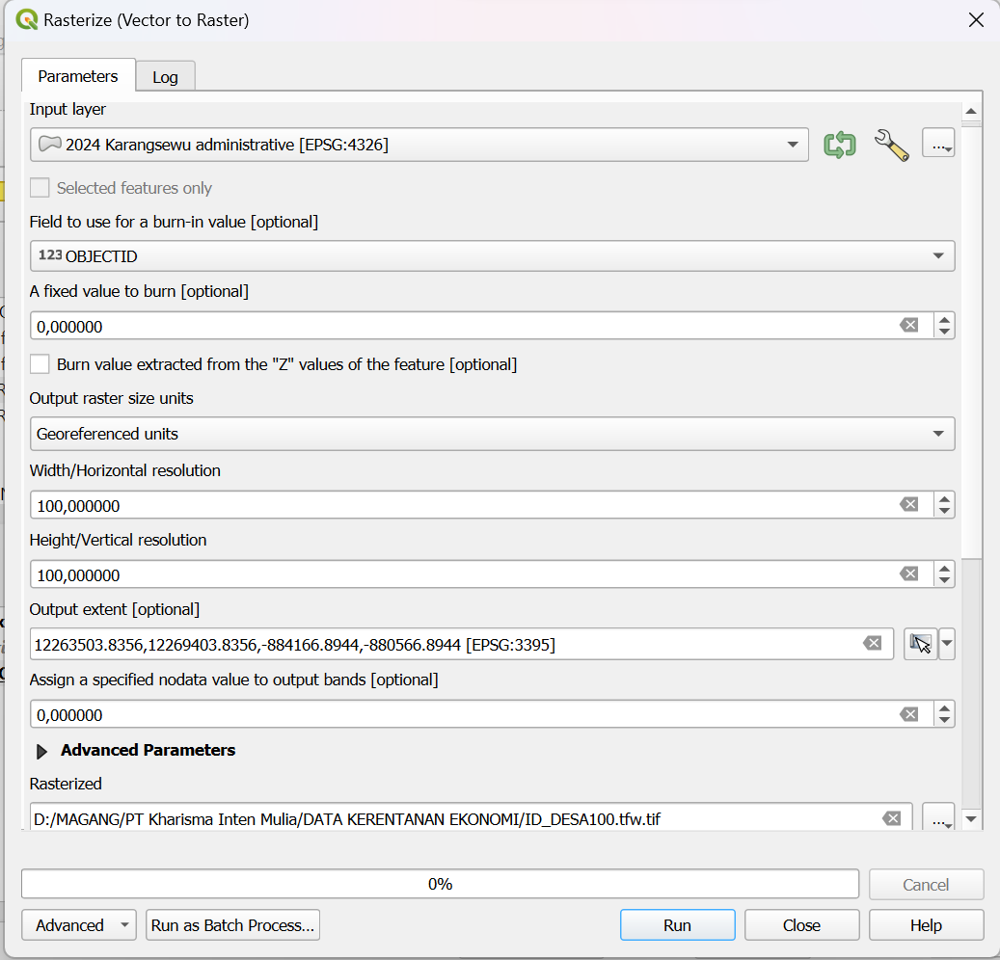 Rasterize (Vector to Raster)
Parameters
Log
Input layer
2024 Karangsewu administrative [EPSG:4326]
...
Selected features only
Field to use for a burn-in value [optional]
123 OBJECTID
A fixed value to burn [optional]
0,000000
Burn value extracted from the "Z" values of the feature [optional]
Output raster size units
Georeferenced units
Width/Horizontal resolution
100,000000
Height/Vertical resolution
100,000000
Output extent [optional]
12263503.8356,12269403.8356,-884166.8944,-880566.8944 [EPSG:3395]
Assign a specified nodata value to output bands [optional]
0,000000
Advanced Parameters
Rasterized
D:/MAGANG/PT Kharisma Inten Mulia/DATA KERENTANAN EKONOMI/ID_DESA100.tfw.tif
...
0%
Cancel
Advanced
Run as Batch Process...
Run
Close
Help